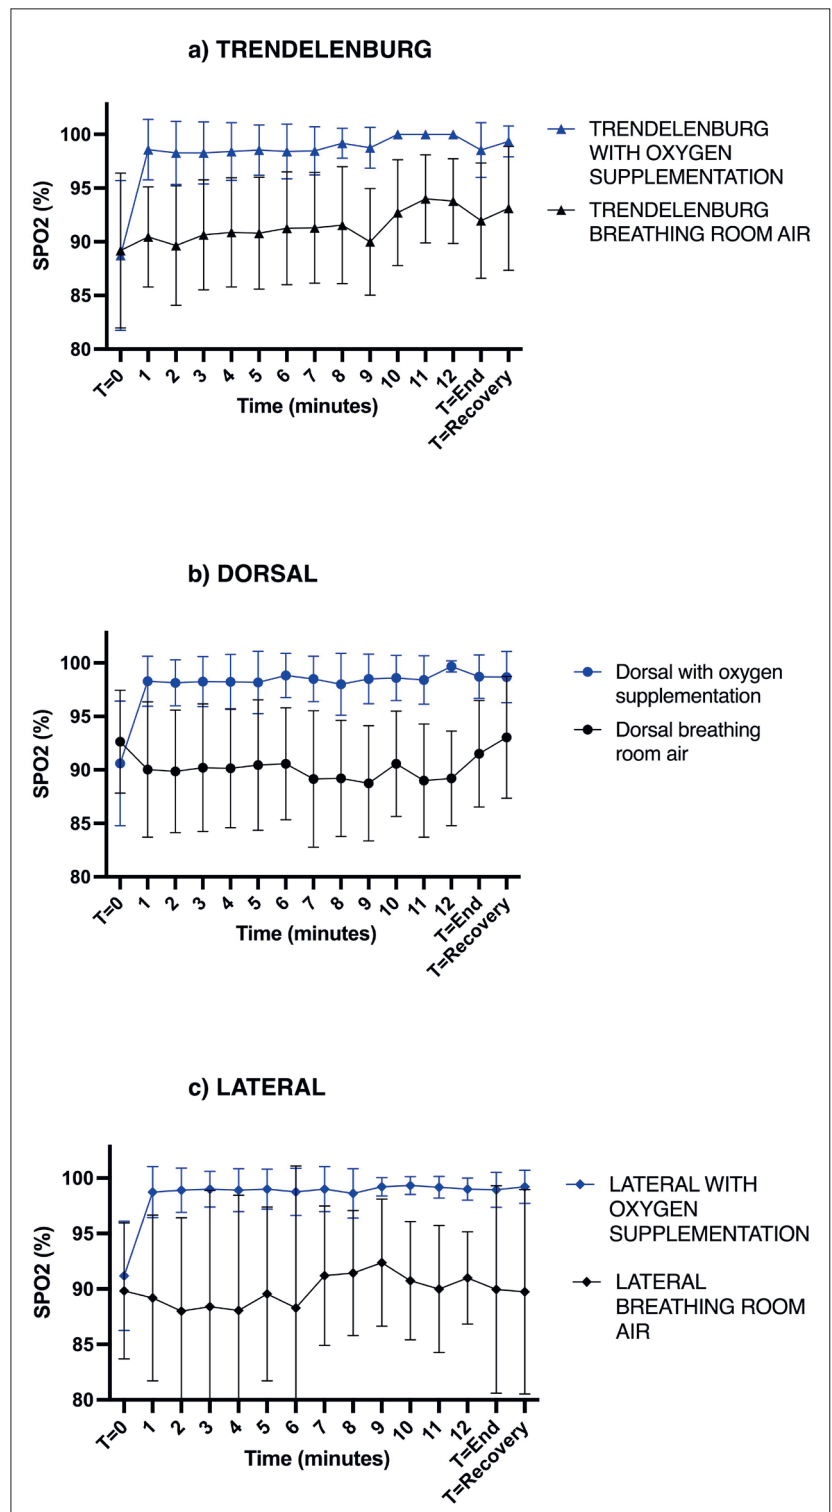 a) TRENDELENBURG
SPO2 (%)
100
95
90
85
80
T=0 1 2 3 4 5 6 7 8 9 10 11 12 T=End T=Recovery
Time (minutes)
TRENDELENBURG
WITH OXYGEN
SUPPLEMENTATION
TRENDELENBURG
BREATHING ROOM AIR
b) DORSAL
SPO2 (%)
100
95
90
85
80
T=0 1 2 3 4 5 6 7 8 9 10 11 12 T=End T=Recovery
Time (minutes)
Dorsal with oxygen
supplementation
Dorsal breathing
room air
c) LATERAL
SPO2 (%)
100
95
90
85
80
T=0 1 2 3 4 5 6 7 8 9 10 11 12 T=End T=Recovery
Time (minutes)
LATERAL WITH
OXYGEN
SUPPLEMENTATION
LATERAL
BREATHING ROOM
AIR